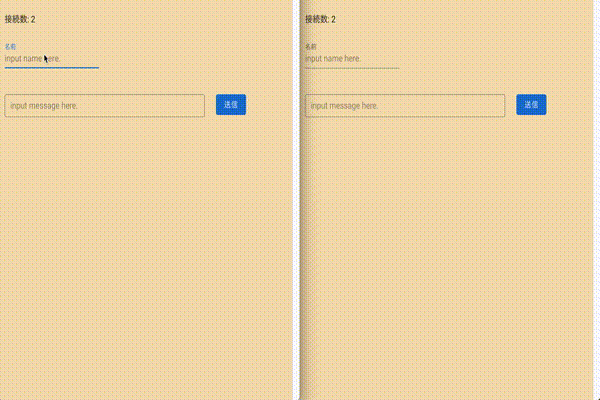 接続数: 2
名前
input name here.
input message here.
送信
接続数: 2
名前
input name here.
input message here.
送信